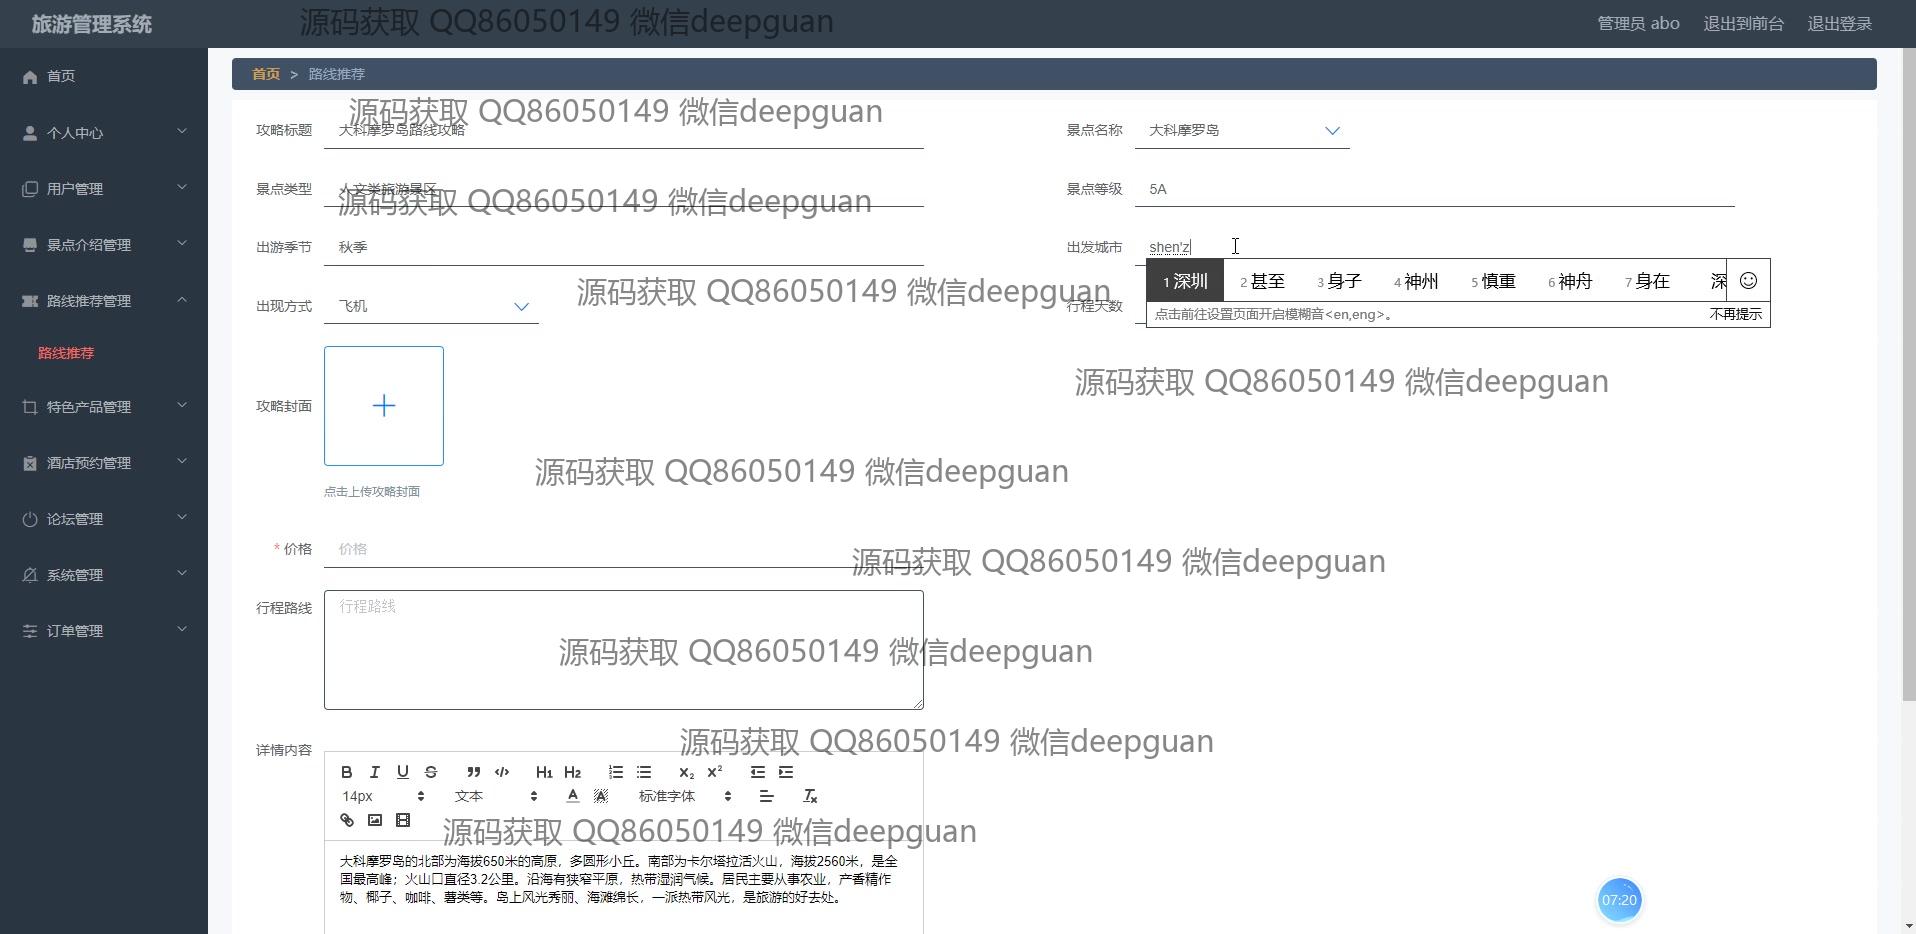 旅游管理系统
源码获取 QQ86050149 微信deepguan
管理员 abo 退出到前台 退出登录
首页
个人中心
用户管理
景点介绍管理
路线推荐管理
路线推荐
特色产品管理
酒店预约管理
论坛管理
系统管理
订单管理
首页 > 路线推荐
源码获取 QQ86050149 微信deepguan
攻略标题 大科摩罗岛路线攻略
景点名称 大科摩罗岛
景点类型 人文类旅游景区
源码获取 QQ86050149 微信deepguan
景点等级 5A
出游季节 秋季
出发城市 shen'z
1 深圳 2 甚至 3 身子 4 神州 5 慎重 6 神舟 7 身在 深
点击前往设置页面开启模糊音<en,eng>。 不再提示
源码获取 QQ86050149 微信deepguan
出现方式 飞机
行程天数
源码获取 QQ86050149 微信deepguan
攻略封面
点击上传攻略封面
源码获取 QQ86050149 微信deepguan
* 价格 价格
源码获取 QQ86050149 微信deepguan
行程路线 行程路线
源码获取 QQ86050149 微信deepguan
详情内容
源码获取 QQ86050149 微信deepguan
B I U S H1 H2 x₂ x²
14px 文本 A A 标准字体 Tx
源码获取 QQ86050149 微信deepguan
大科摩罗岛的北部为海拔650米的高原，多圆形小丘。南部为卡尔塔拉活火山，海拔2560米，是全
国最高峰；火山口直径3.2公里。沿海有狭窄平原，热带湿润气候。居民主要从事农业，产香精作
物、椰子、咖啡、薯类等。岛上风光秀丽、海滩绵长，一派热带风光，是旅游的好去处。
07:20